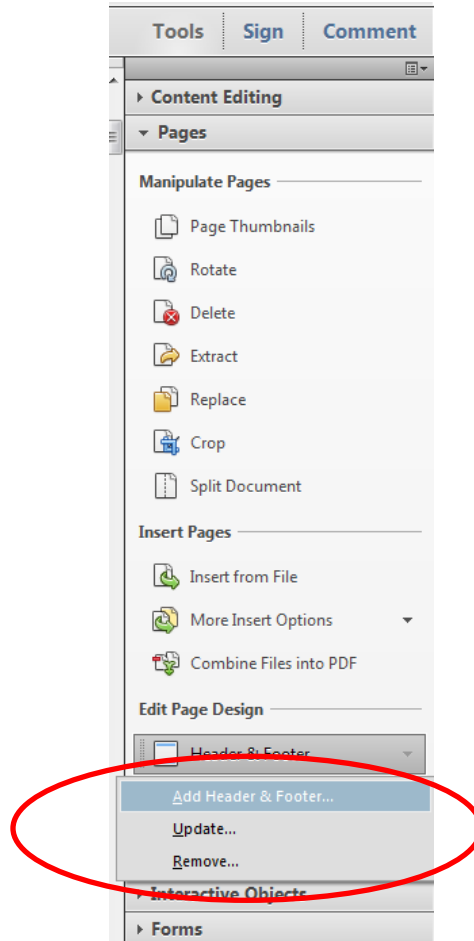 Tools Sign Comment
Content Editing
Pages
Manipulate Pages
Page Thumbnails
Rotate
Delete
Extract
Replace
Crop
Split Document
Insert Pages
Insert from File
More Insert Options
Combine Files into PDF
Edit Page Design
Header & Footer
Add Header & Footer...
Update...
Remove...
Interactive Objects
Forms